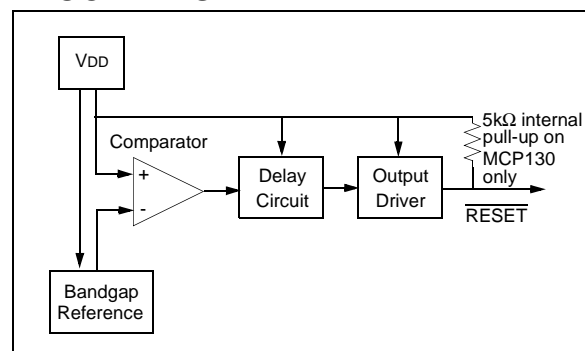 VDD
Comparator
+
-
Delay
Circuit
Output
Driver
5kΩ internal
pull-up on
MCP130
only
RESET
Bandgap
Reference